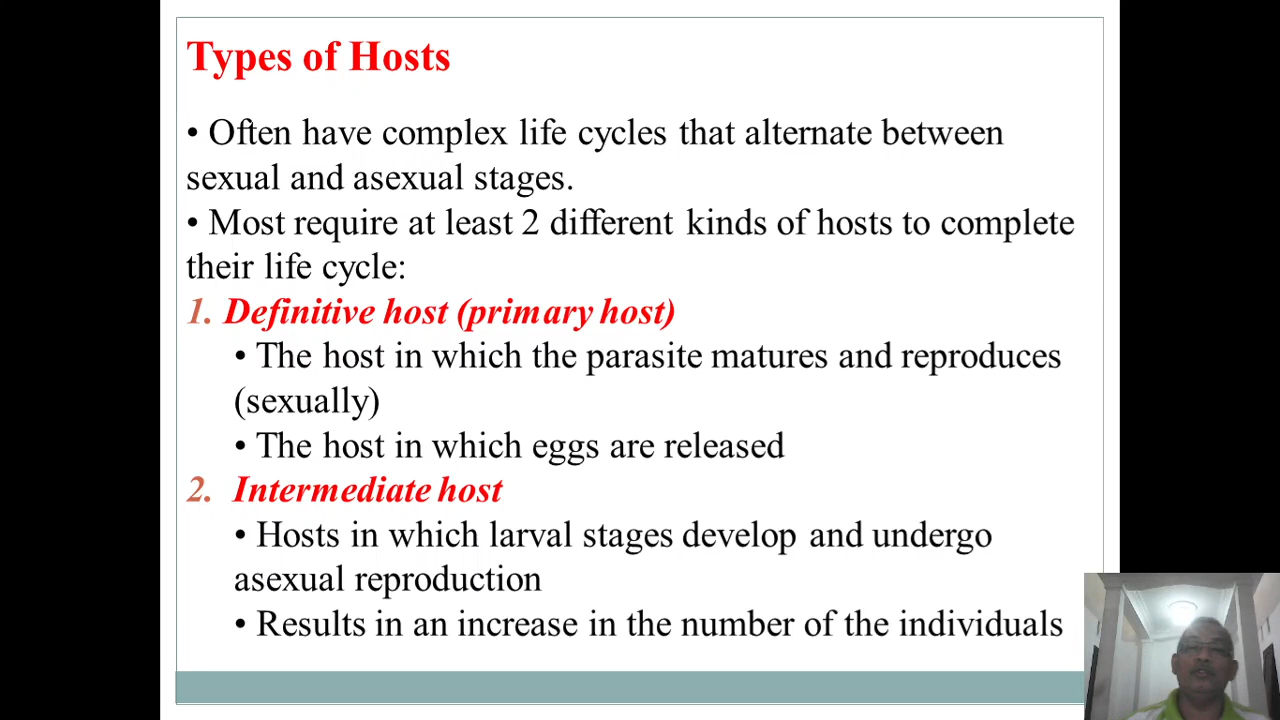 Types of Hosts
• Often have complex life cycles that alternate between
sexual and asexual stages.
• Most require at least 2 different kinds of hosts to complete
their life cycle:
1. Definitive host (primary host)
• The host in which the parasite matures and reproduces
(sexually)
• The host in which eggs are released
2. Intermediate host
• Hosts in which larval stages develop and undergo
asexual reproduction
• Results in an increase in the number of the individuals